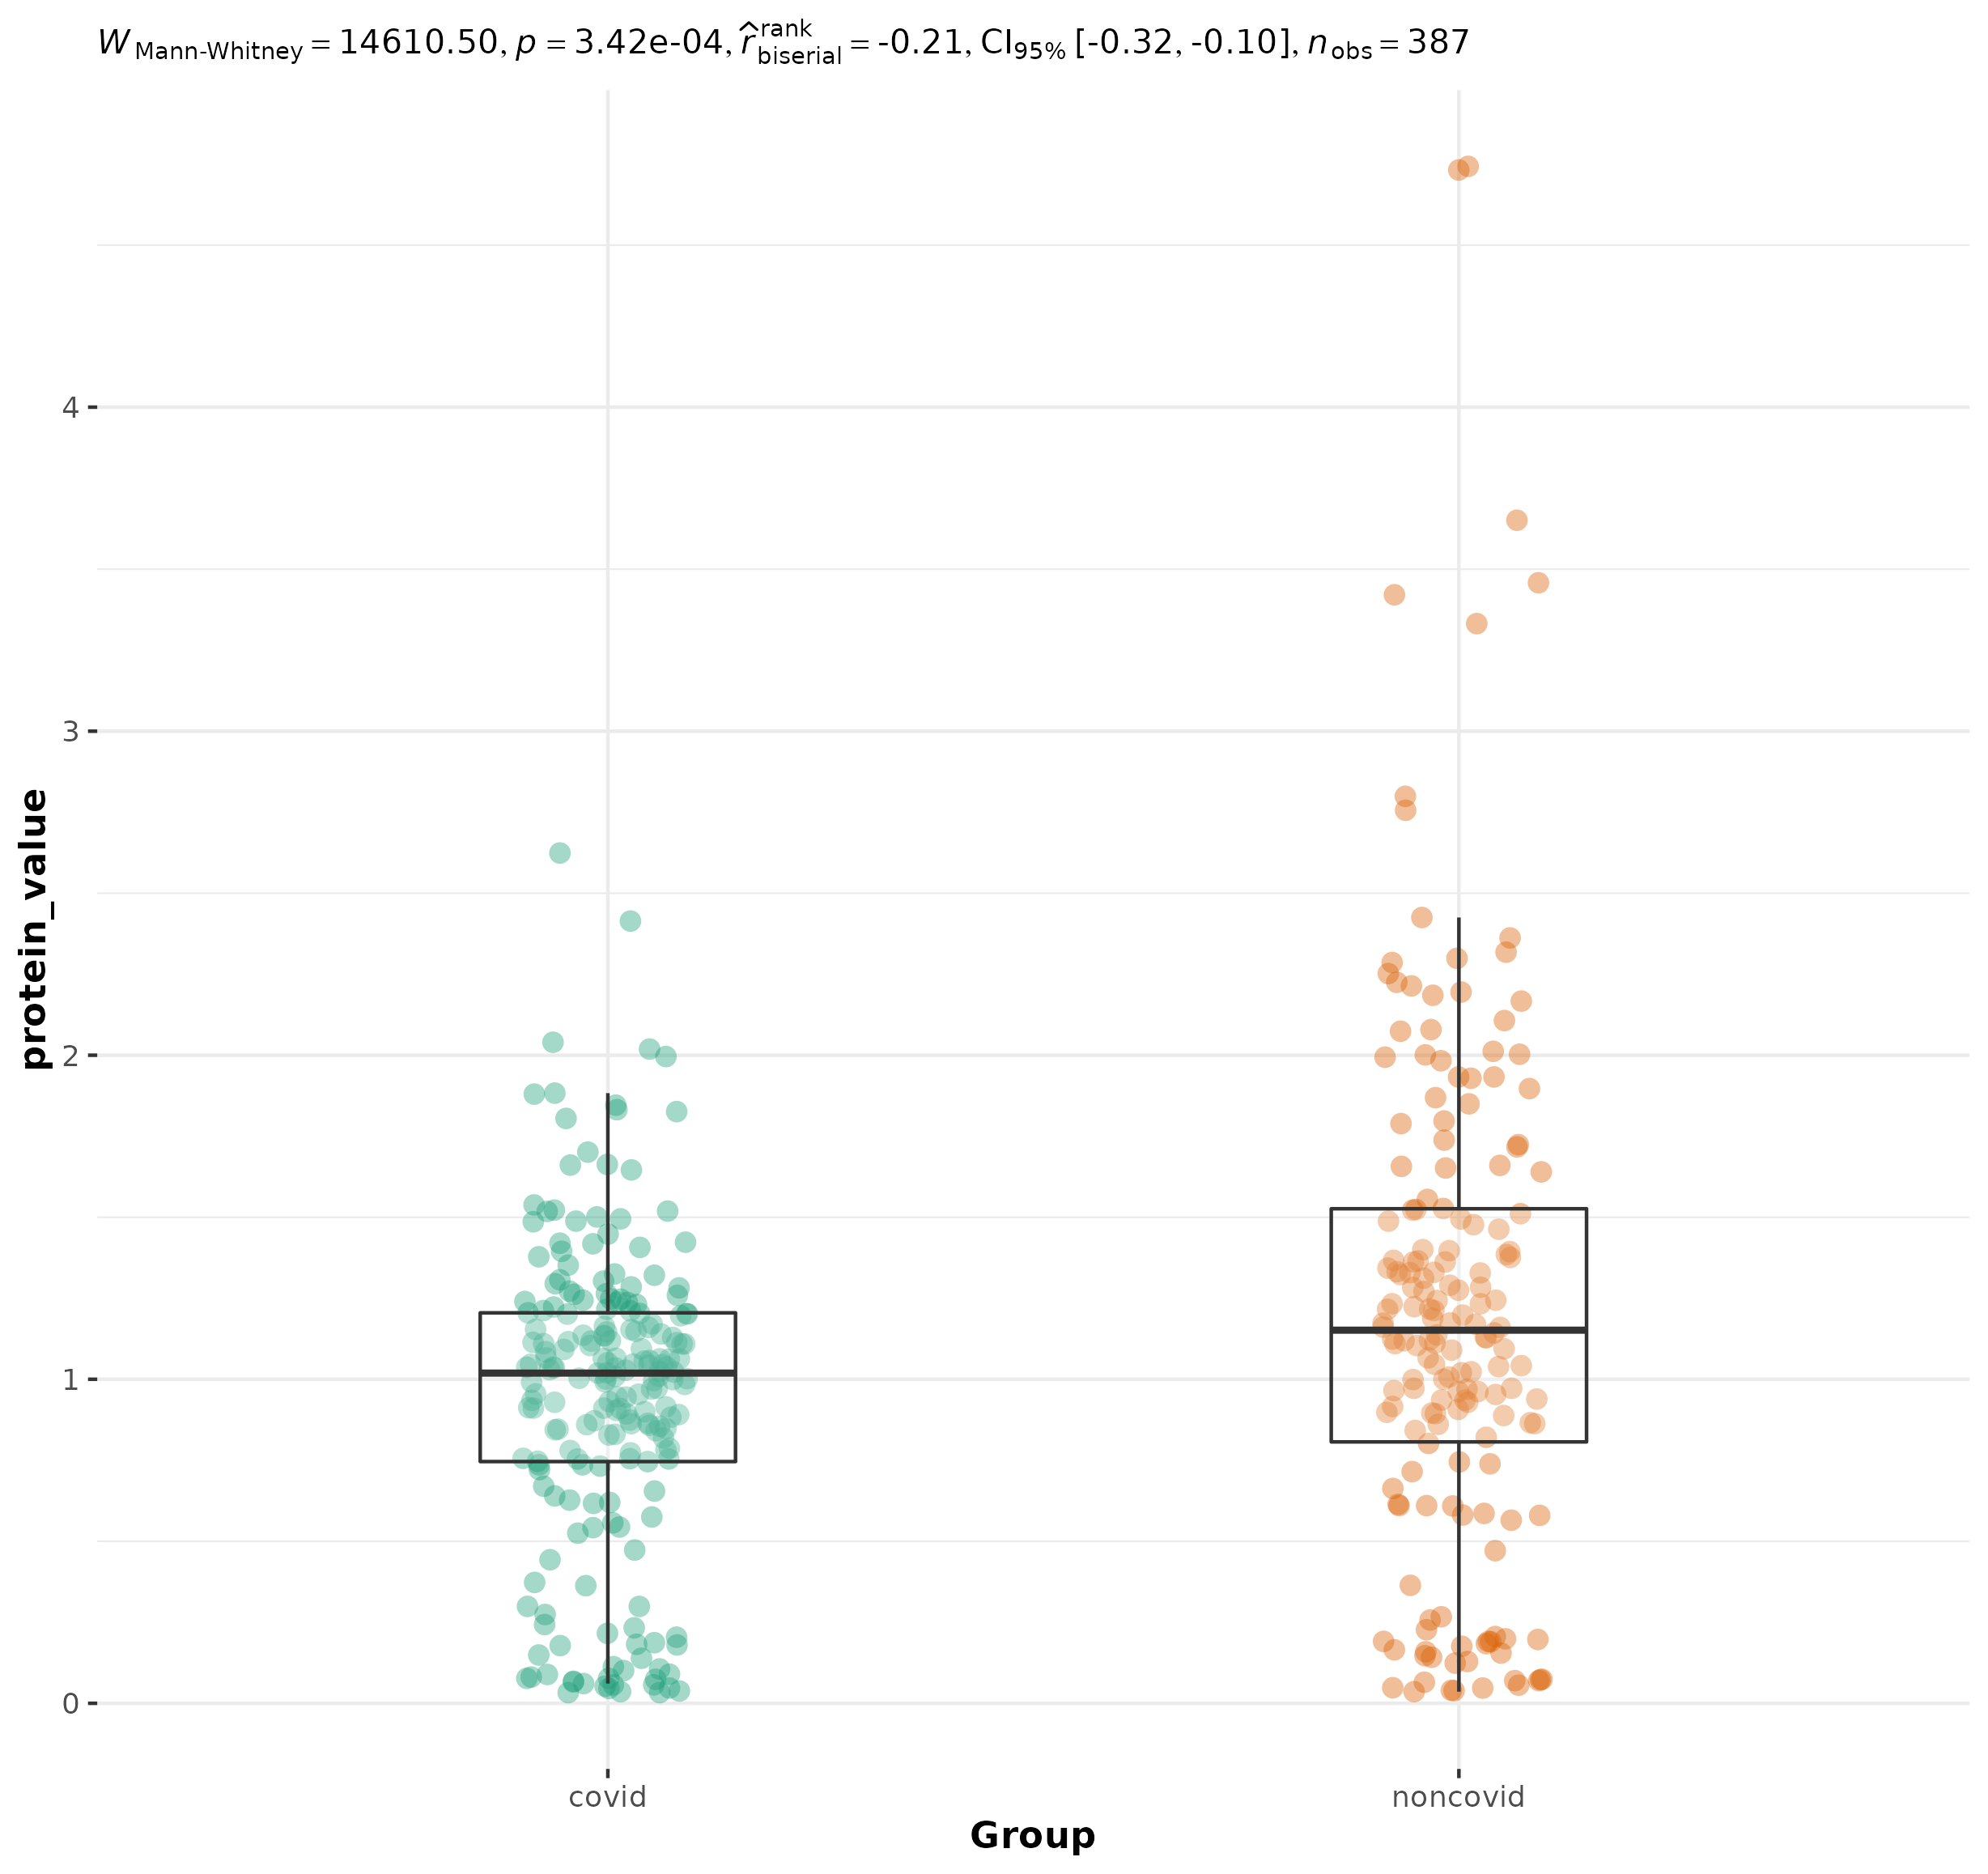 W Mann-Whitney = 14610.50, p = 3.42e-04, r̂ rank biserial = -0.21, CI95% [-0.32, -0.10], n obs = 387
protein_value
4
3
2
1
0
covid noncovid
Group